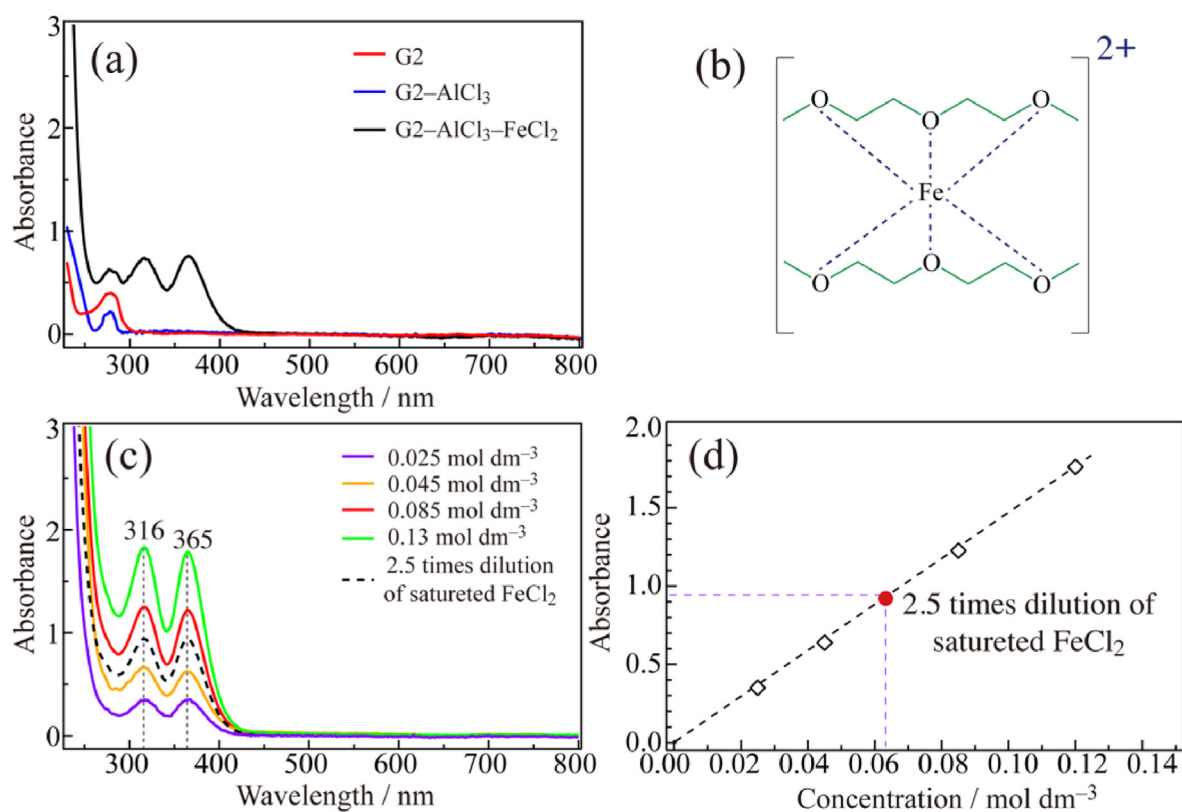 (a)
3
2
1
0
Absorbance
300
400
500
600
700
800
Wavelength / nm
G2
G2–AlCl₃
G2–AlCl₃–FeCl₂
(b)
2+
O
O
O
Fe
O
O
O
(c)
3
2
1
0
Absorbance
316
365
300
400
500
600
700
800
Wavelength / nm
0.025 mol dm⁻³
0.045 mol dm⁻³
0.085 mol dm⁻³
0.13 mol dm⁻³
2.5 times dilution
of satureted FeCl₂
(d)
2.0
1.5
1.0
0.5
0.0
Absorbance
0.00
0.02
0.04
0.06
0.08
0.10
0.12
0.14
Concentration / mol dm⁻³
2.5 times dilution of
satureted FeCl₂